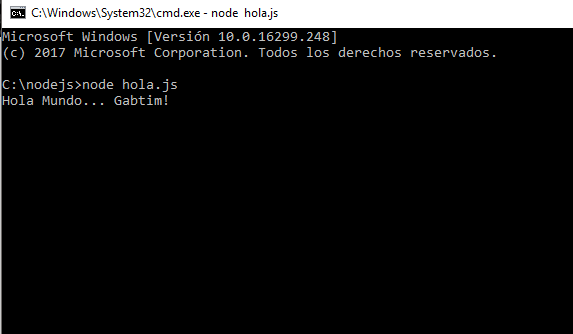 C:\Windows\System32\cmd.exe - node hola.js
Microsoft Windows [Versión 10.0.16299.248]
(c) 2017 Microsoft Corporation. Todos los derechos reservados.
C:\nodejs>node hola.js
Hola Mundo... Gabtim!